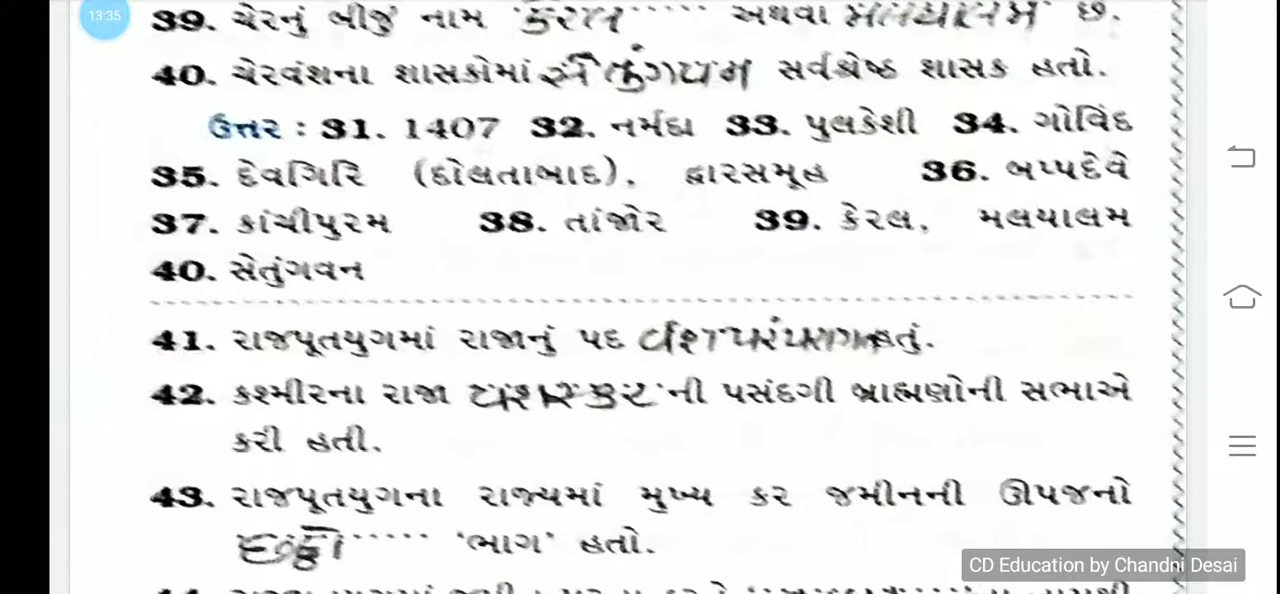 13:35
39. ચેરનું બીજું નામ કેરલ ..... અથવા મલયાલમ છે.
40. ચેરવંશના શાસકોમાં સેતુંગવન સર્વશ્રેષ્ઠ શાસક હતો.
ઉત્તર : 31. 1407 32. નર્મદા 33. પુલકેશી 34. ગોવિંદ
35. દેવગિરિ (દોલતાબાદ), દ્વારસમૂહ 36. બપ્પદેવે
37. કાંચીપુરમ 38. તાંજોર 39. કેરલ, મલયાલમ
40. સેતુંગવન
41. રાજપૂતયુગમાં રાજાનું પદ વંશપરંપરાગત હતું.
42. કશ્મીરના રાજા યશસ્કર ની પસંદગી બ્રાહ્મણોની સભાએ
કરી હતી.
43. રાજપૂતયુગના રાજ્યમાં મુખ્ય કર જમીનની ઊપજનો
છઠ્ઠો ..... 'ભાગ' હતો.
CD Education by Chandni Desai